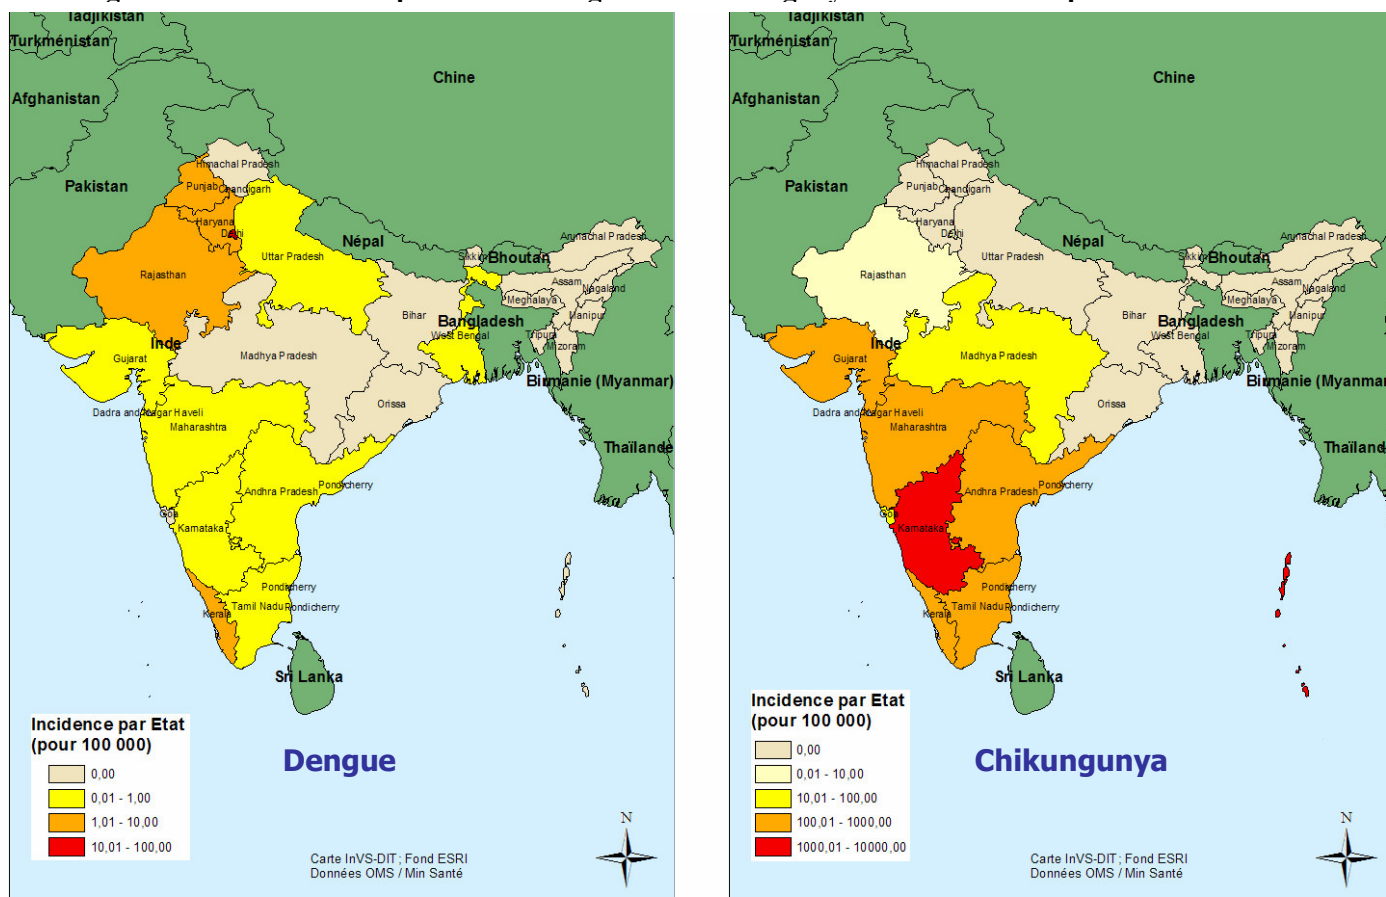 Tadjikistan
Turkménistan
Chine
Afghanistan
Pakistan
Himachal Pradesh
Punjab
Chandigarh
Haryana
Delhi
Népal
Arunachal Pradesh
Sikkim
Bhoutan
Uttar Pradesh
Rajasthan
Assam
Nagaland
Meghalaya
Bihar
Manipur
Bangladesh
Inde
West Bengal
Tripura
Mizoram
Gujarat
Madhya Pradesh
Birmanie (Myanmar)
Orissa
Dadra and Nagar Haveli
Maharashtra
Thaïlande
Andhra Pradesh
Pondicherry
Goa
Karnataka
Pondicherry
Kerala
Tamil Nadu
Pondicherry
Sri Lanka
Incidence par Etat
(pour 100 000)
0,00
0,01 - 1,00
1,01 - 10,00
10,01 - 100,00
Dengue
N
Carte InVS-DIT; Fond ESRI
Données OMS / Min Santé
Tadjikistan
Turkménistan
Chine
Afghanistan
Pakistan
Himachal Pradesh
Punjab
Chandigarh
Haryana
Delhi
Népal
Arunachal Pradesh
Sikkim
Bhoutan
Uttar Pradesh
Rajasthan
Assam
Nagaland
Meghalaya
Bihar
Manipur
Bangladesh
Inde
West Bengal
Tripura
Mizoram
Gujarat
Madhya Pradesh
Birmanie (Myanmar)
Orissa
Dadra and Nagar Haveli
Maharashtra
Thaïlande
Andhra Pradesh
Pondicherry
Goa
Karnataka
Pondicherry
Kerala
Tamil Nadu
Pondicherry
Sri Lanka
Incidence par Etat
(pour 100 000)
0,00
0,01 - 10,00
10,01 - 100,00
100,01 - 1000,00
1000,01 - 10000,00
Chikungunya
N
Carte InVS-DIT; Fond ESRI
Données OMS / Min Santé